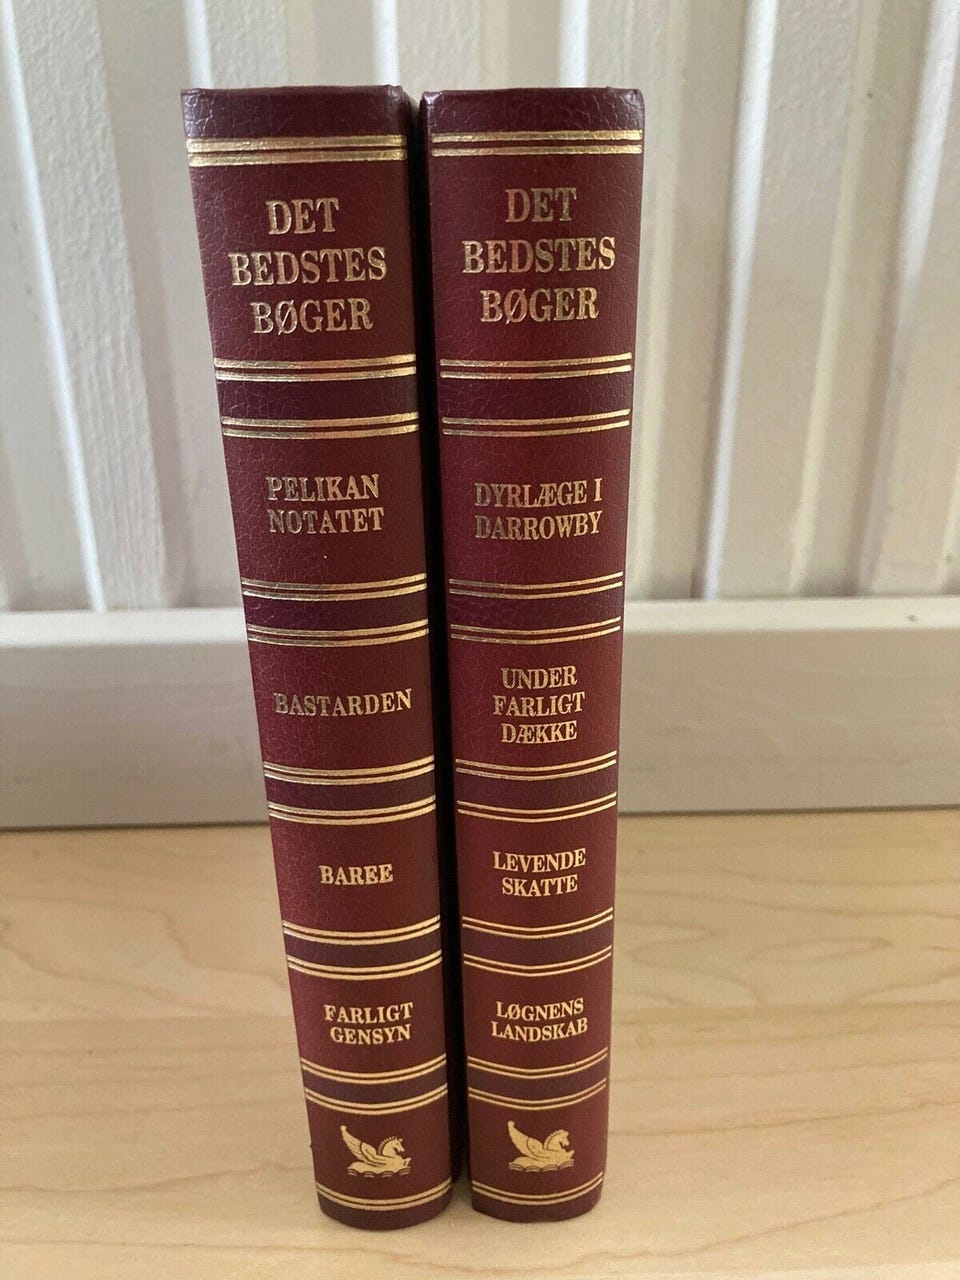 DET
BEDSTES
BØGER
PELIKAN
NOTATET
BASTARDEN
BAREE
FARLIGT
GENSYN
DET
BEDSTES
BØGER
DYRLÆGE I
DARROWBY
UNDER
FARLIGT
DÆKKE
LEVENDE
SKATTE
LØGNENS
LANDSKAB